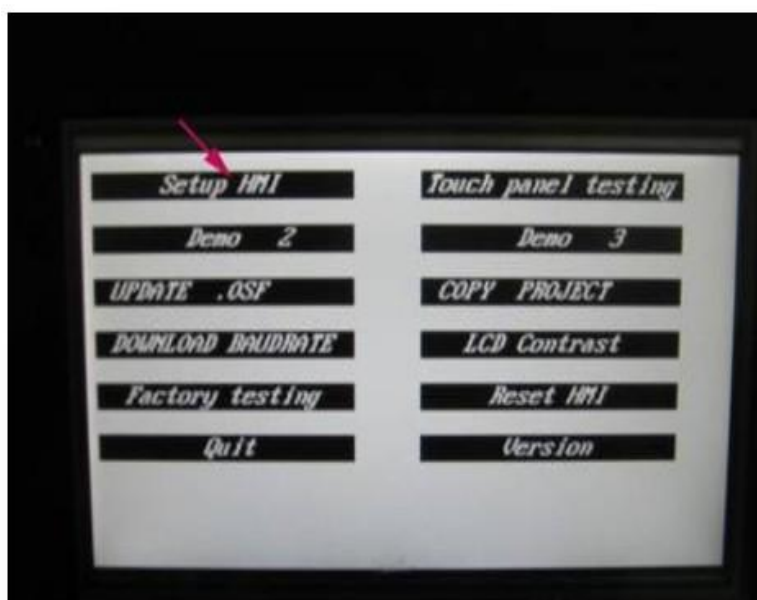 Setup HMI
Touch panel testing
Demo 2
Demo 3
UPDATE .OSF
COPY PROJECT
DOWNLOAD BAUDRATE
LCD Contrast
Factory testing
Reset HMI
Quit
Version